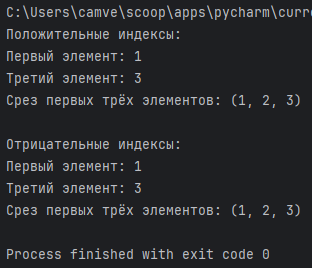 C:\Users\camve\scoop\apps\pycharm\curr
Положительные индексы:
Первый элемент: 1
Третий элемент: 3
Срез первых трёх элементов: (1, 2, 3)
Отрицательные индексы:
Первый элемент: 1
Третий элемент: 3
Срез первых трёх элементов: (1, 2, 3)
Process finished with exit code 0